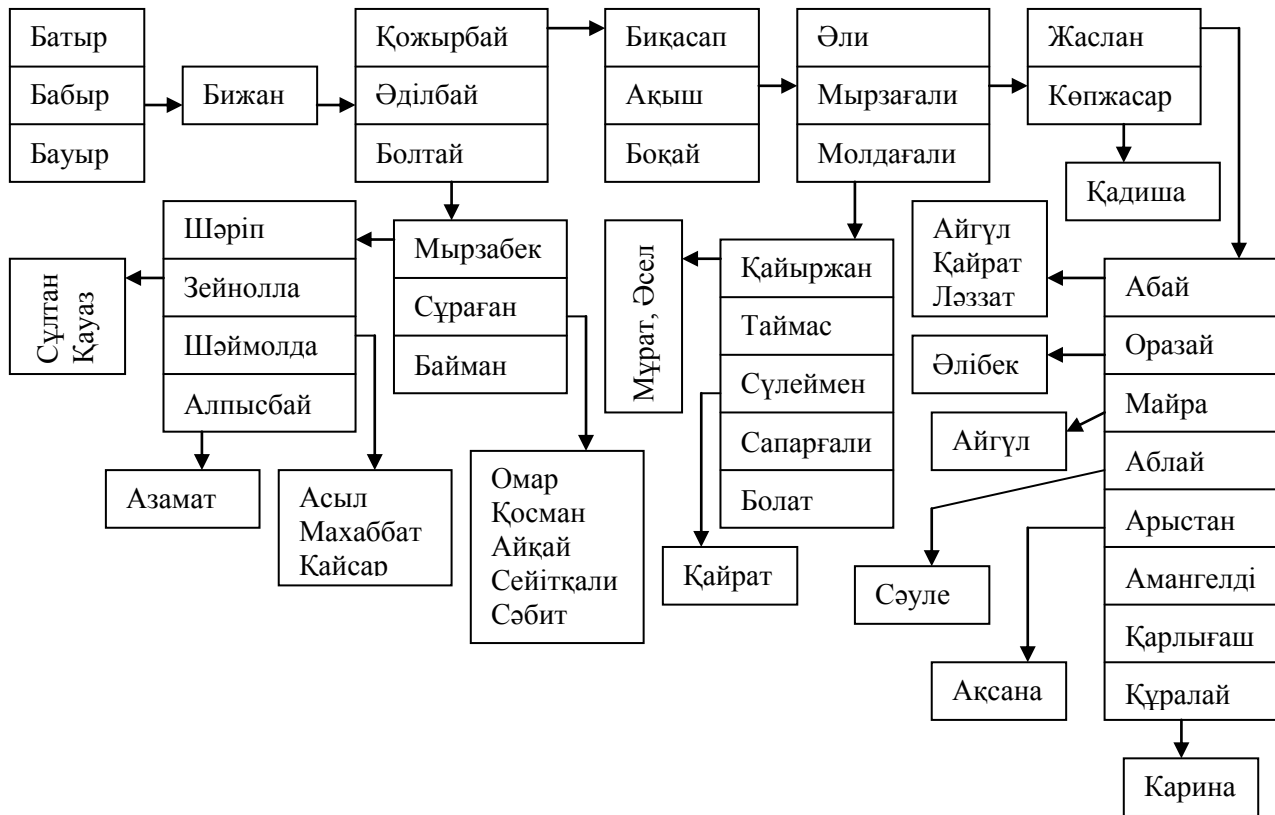 Батыр
Бабыр
Бауыр
Бижан
Қожырбай
Әділбай
Болтай
Биқасап
Ақыш
Боқай
Әли
Мырзағали
Молдағали
Жаслан
Көпжасар
Қадиша
Шәріп
Зейнолла
Шәймолда
Алпысбай
Сұлтан
Қауаз
Мырзабек
Сұраған
Байман
Мұрат, Әсел
Қайыржан
Таймас
Сүлеймен
Сапарғали
Болат
Айгүл
Қайрат
Ләззат
Әлібек
Айгүл
Абай
Оразай
Майра
Аблай
Арыстан
Амангелді
Қарлығаш
Құралай
Азамат
Асыл
Махаббат
Қайсар
Омар
Қосман
Айқай
Сейітқали
Сәбит
Қайрат
Сәуле
Ақсана
Карина